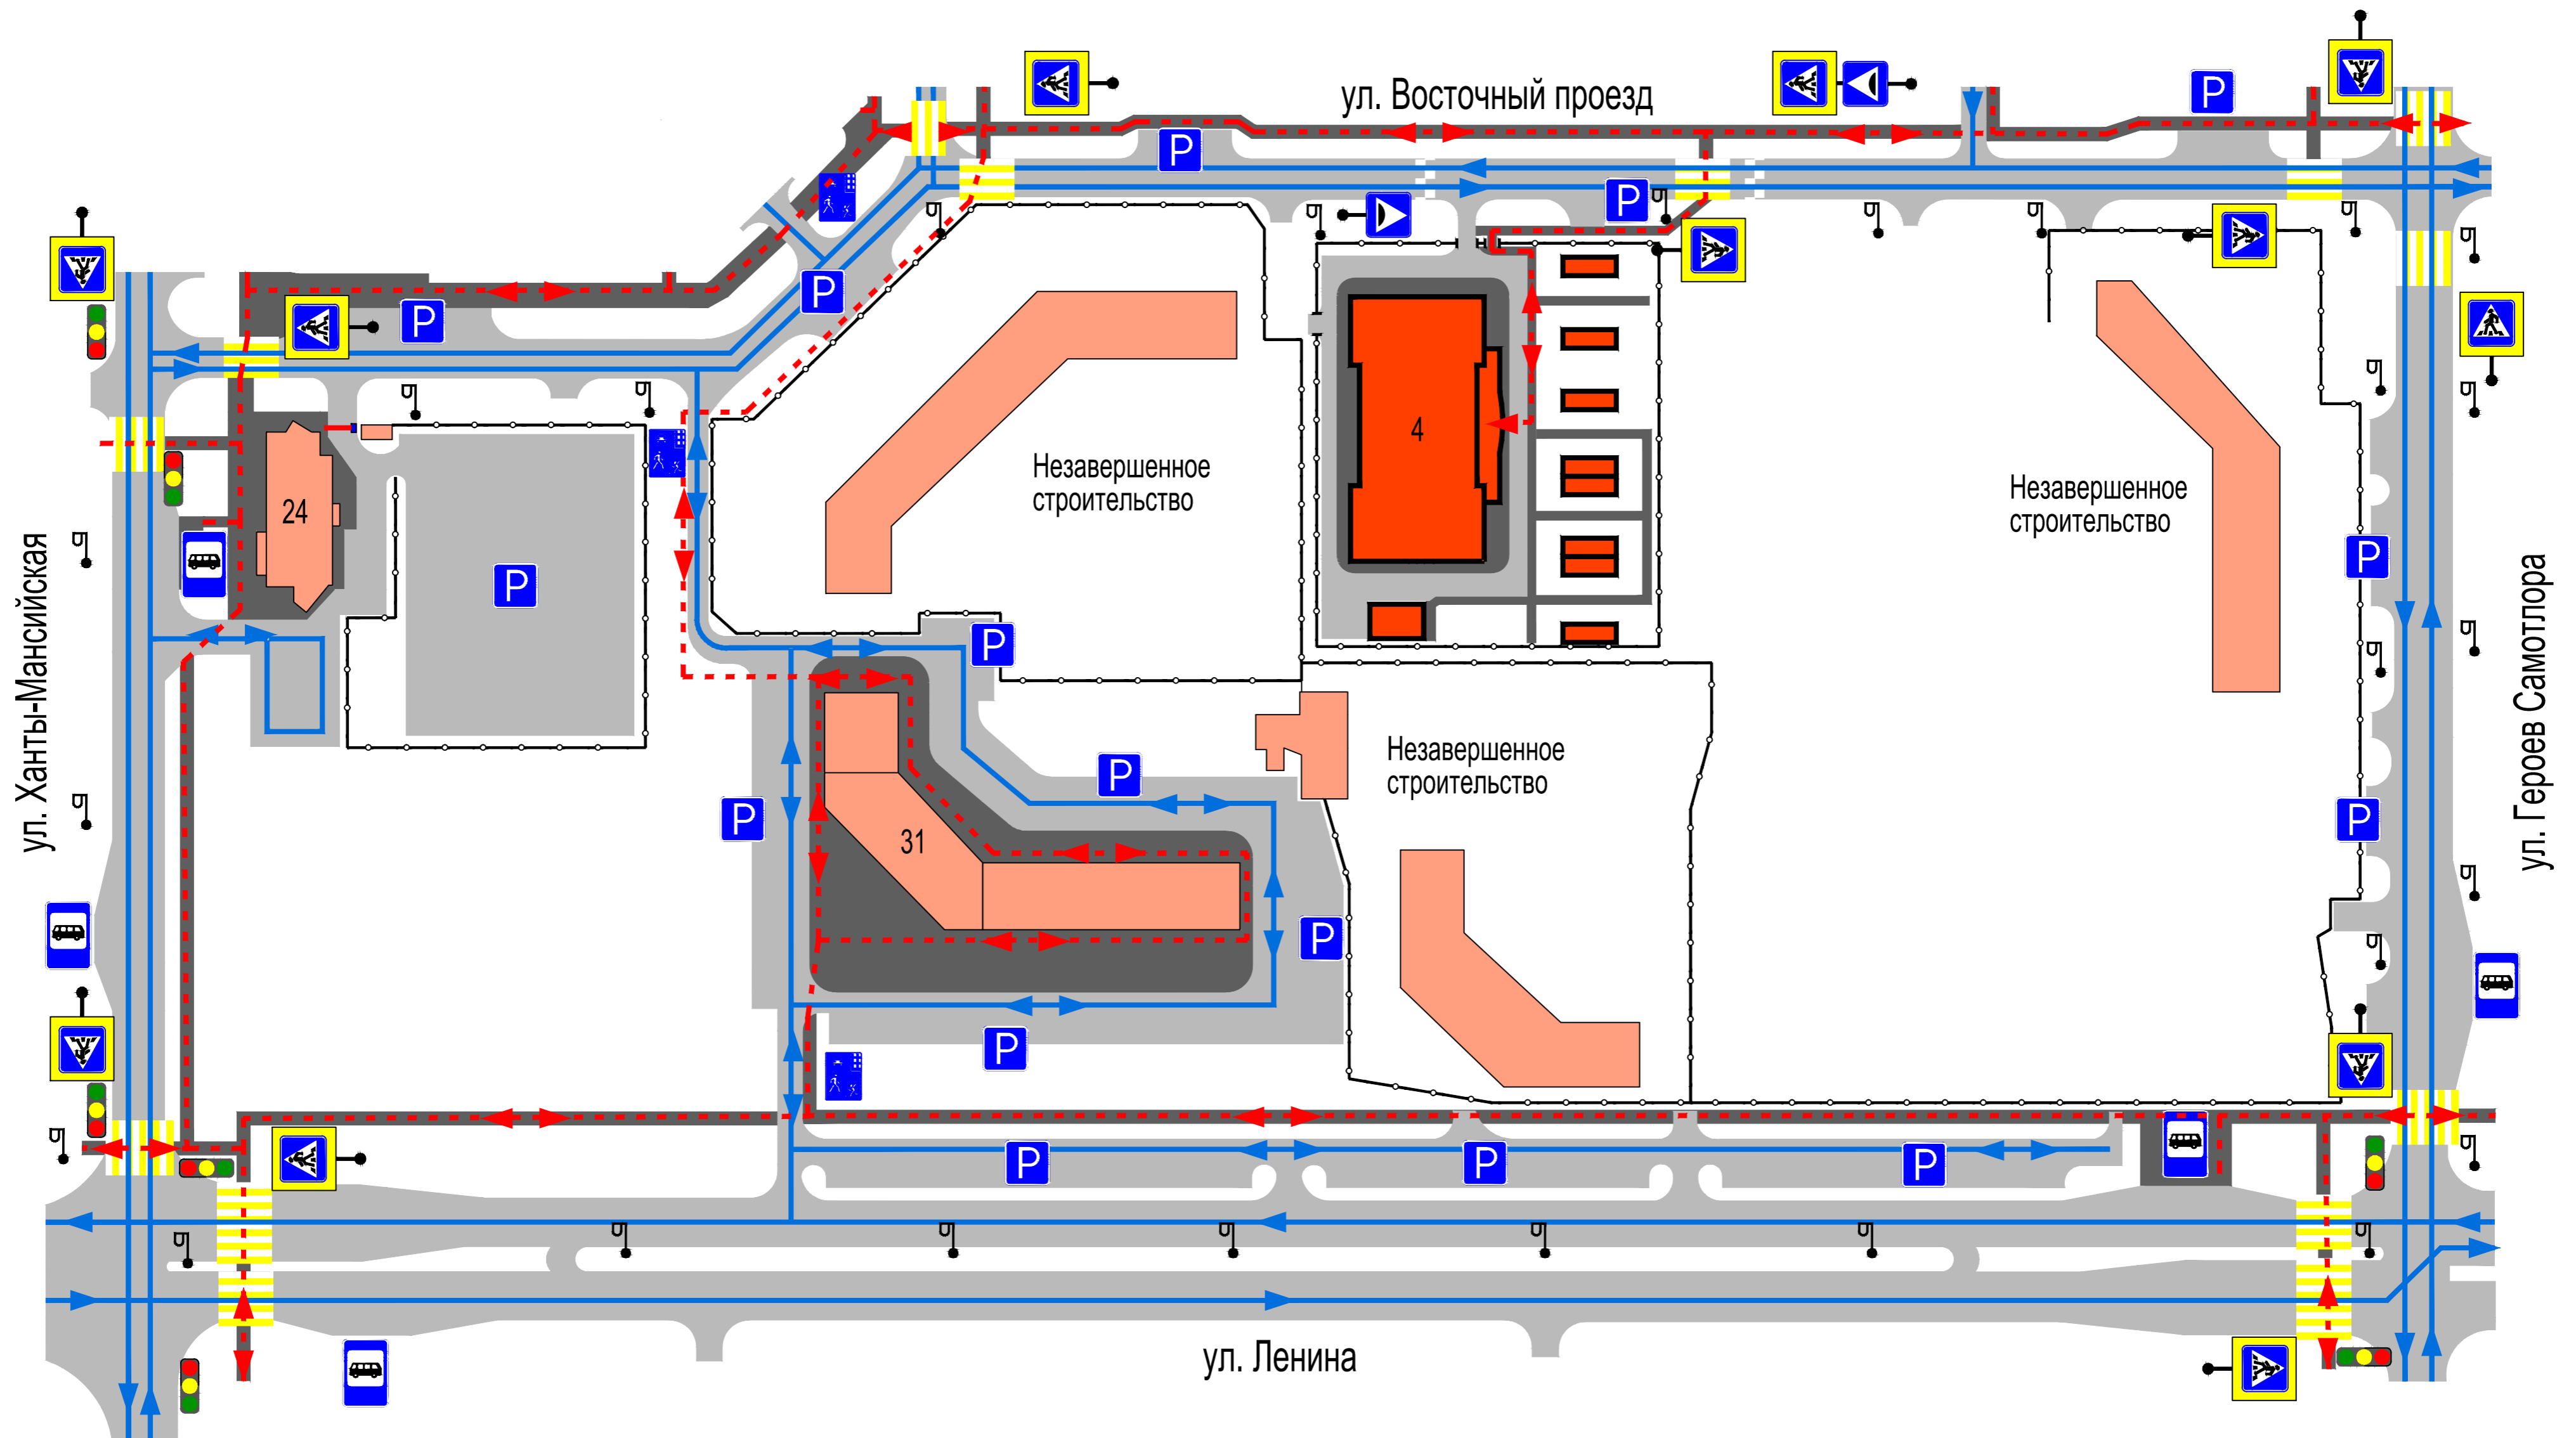 ул. Восточный проезд
P
P
P
P
P
4
24
Незавершенное
строительство
Незавершенное
строительство
ул. Ханты-Мансийская
P
P
ул. Героев Самотлора
P
Незавершенное
строительство
P
P
P
31
P
P
P
P
P
ул. Ленина